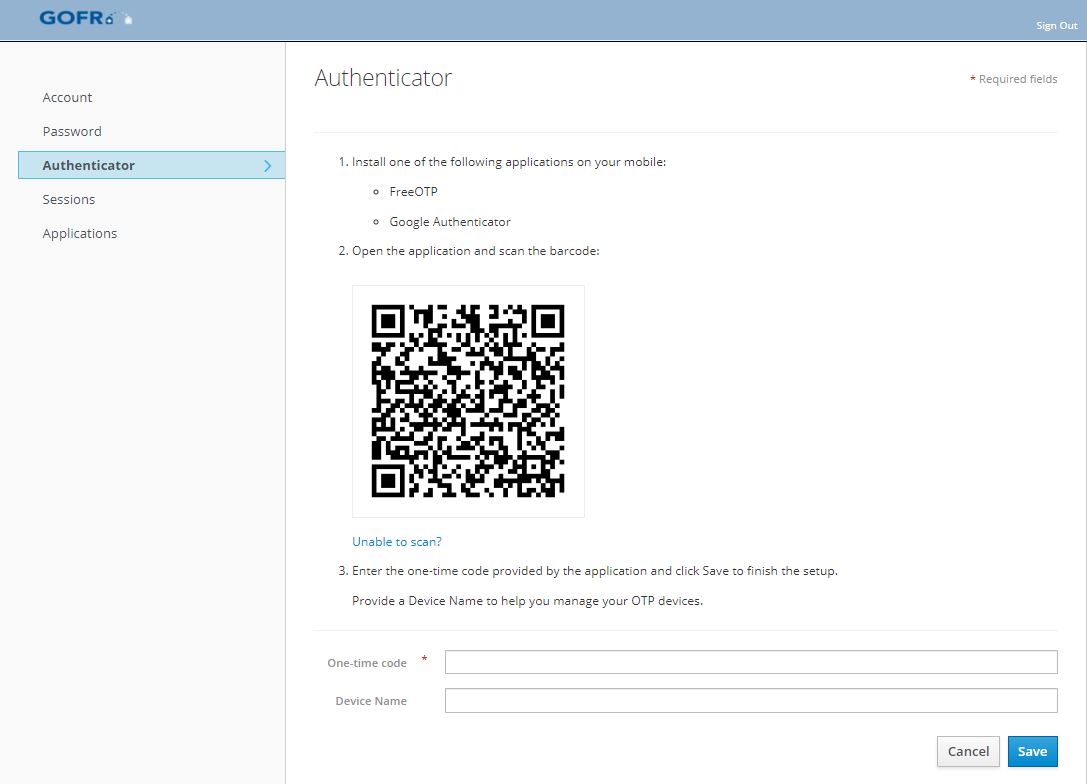 GOFR
Sign Out
Account
Password
Authenticator
Sessions
Applications
Authenticator
* Required fields
1. Install one of the following applications on your mobile:
FreeOTP
Google Authenticator
2. Open the application and scan the barcode:
Unable to scan?
3. Enter the one-time code provided by the application and click Save to finish the setup.
Provide a Device Name to help you manage your OTP devices.
One-time code *
Device Name
Cancel
Save